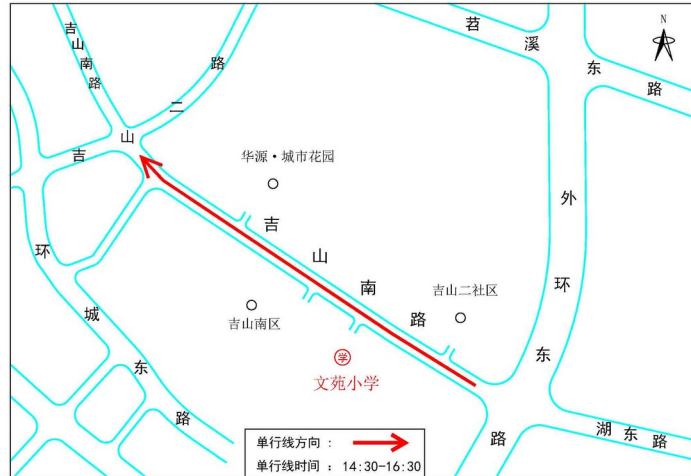 苕溪东路
N
吉山南路
吉山二路
华源·城市花园
外环东路
吉山南路
环城东路
吉山南区
吉山二社区
文苑小学
学
湖东路
单行线方向：
单行线时间：14:30-16:30